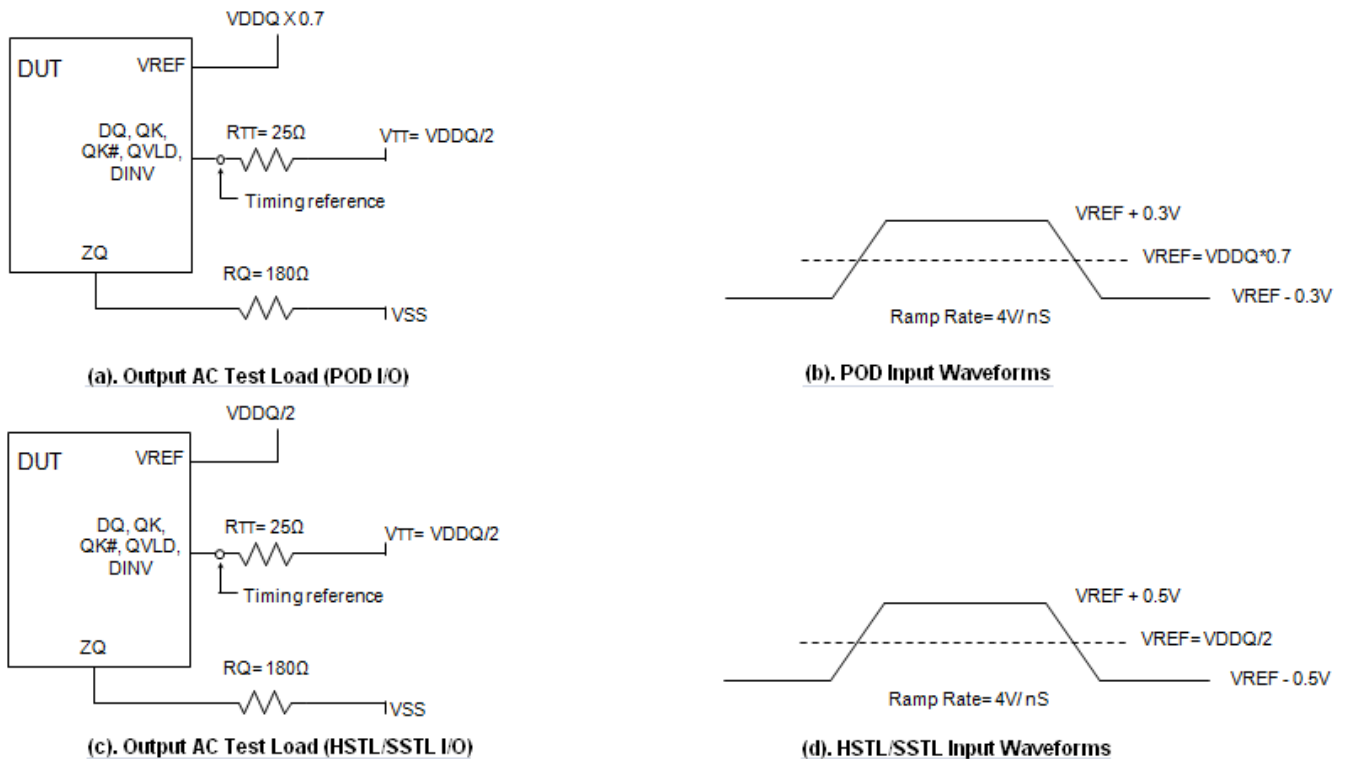 VDDQ X 0.7
DUT
VREF
DQ, QK,
QK#, QVLD,
DINV
RTT= 25Ω
VTT= VDDQ/2
Timing reference
ZQ
RQ= 180Ω
VSS
(a). Output AC Test Load (POD I/O)
VREF + 0.3V
VREF= VDDQ*0.7
VREF - 0.3V
Ramp Rate= 4V/ nS
(b). POD Input Waveforms
VDDQ/2
DUT
VREF
DQ, QK,
QK#, QVLD,
DINV
RTT= 25Ω
VTT= VDDQ/2
Timing reference
ZQ
RQ= 180Ω
VSS
(c). Output AC Test Load (HSTL/SSTL I/O)
VREF + 0.5V
VREF= VDDQ/2
VREF - 0.5V
Ramp Rate= 4V/ nS
(d). HSTL/SSTL Input Waveforms